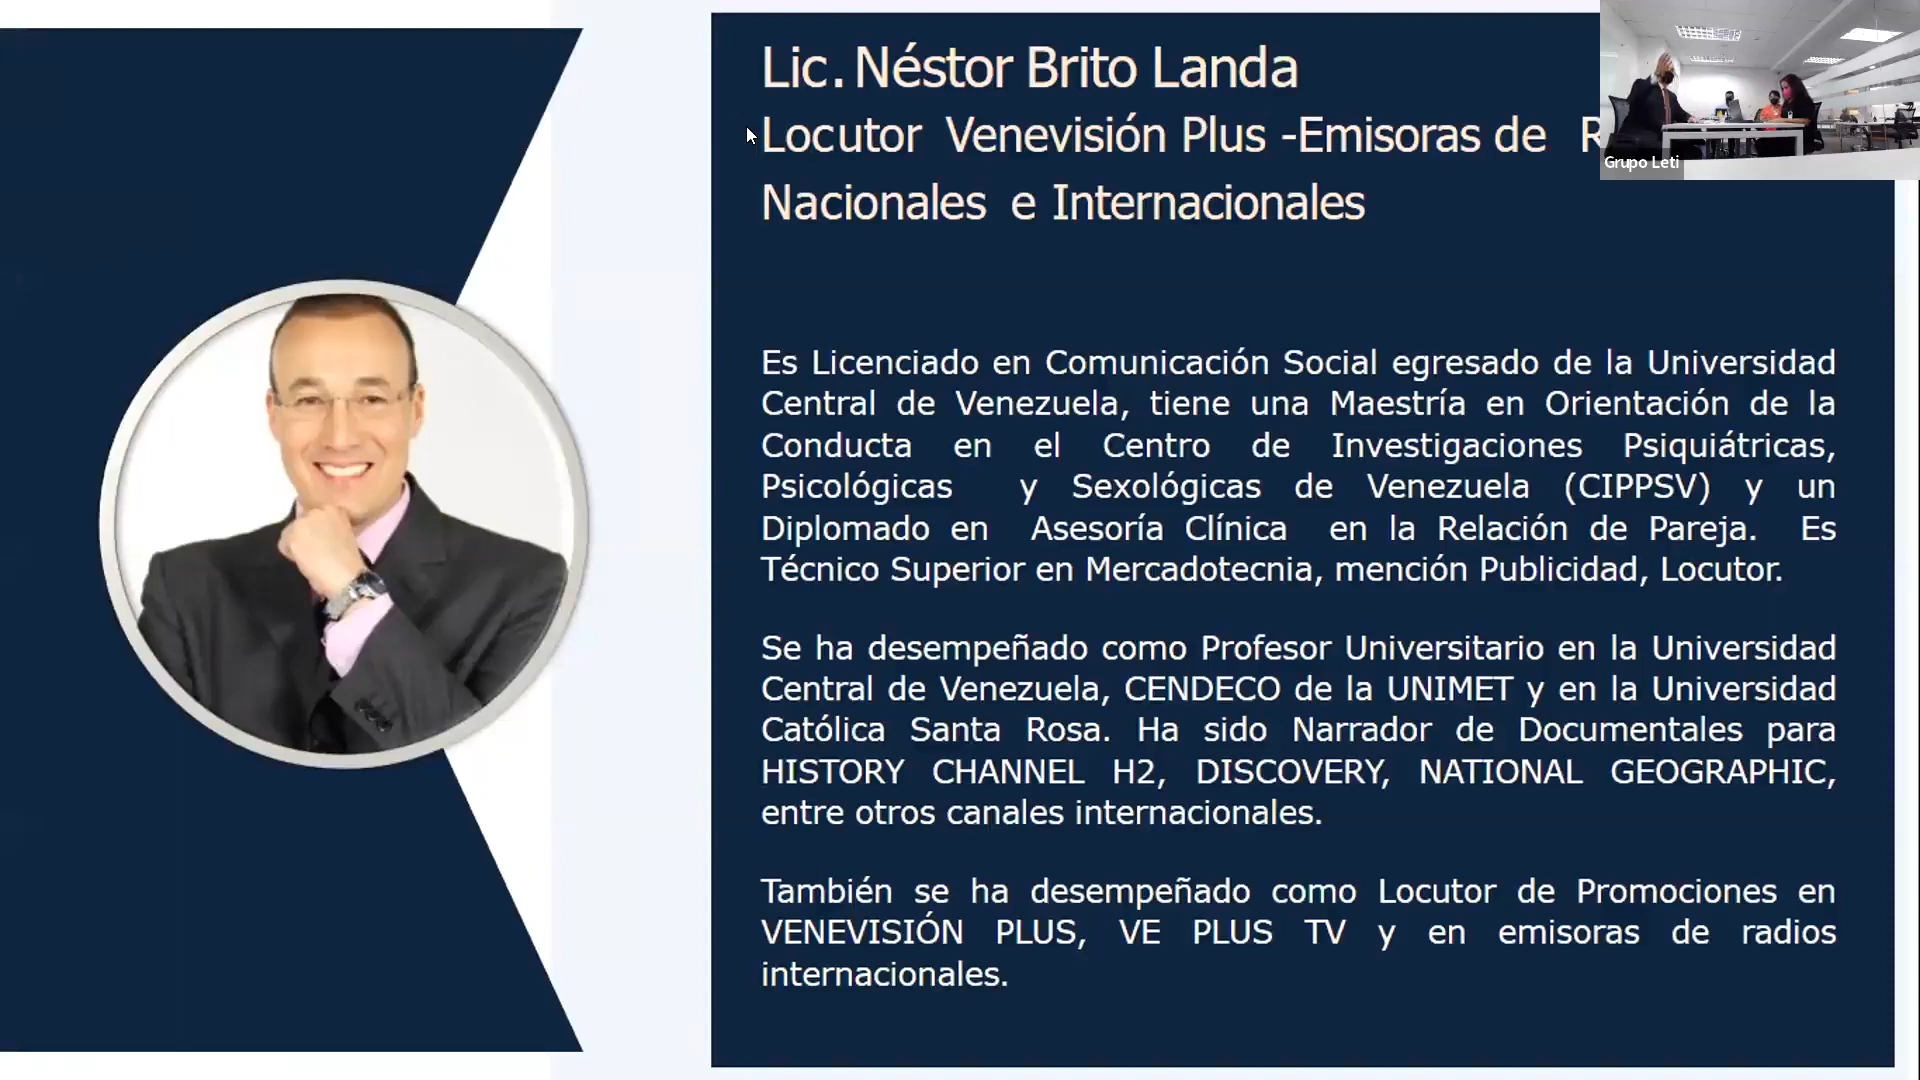 Lic. Néstor Brito Landa
Locutor Venevisión Plus -Emisoras de
Nacionales e Internacionales
Grupo Leti
Es Licenciado en Comunicación Social egresado de la Universidad
Central de Venezuela, tiene una Maestría en Orientación de la
Conducta en el Centro de Investigaciones Psiquiátricas,
Psicológicas y Sexológicas de Venezuela (CIPPSV) y un
Diplomado en Asesoría Clínica en la Relación de Pareja. Es
Técnico Superior en Mercadotecnia, mención Publicidad, Locutor.
Se ha desempeñado como Profesor Universitario en la Universidad
Central de Venezuela, CENDECO de la UNIMET y en la Universidad
Católica Santa Rosa. Ha sido Narrador de Documentales para
HISTORY CHANNEL H2, DISCOVERY, NATIONAL GEOGRAPHIC,
entre otros canales internacionales.
También se ha desempeñado como Locutor de Promociones en
VENEVISIÓN PLUS, VE PLUS TV y en emisoras de radios
internacionales.